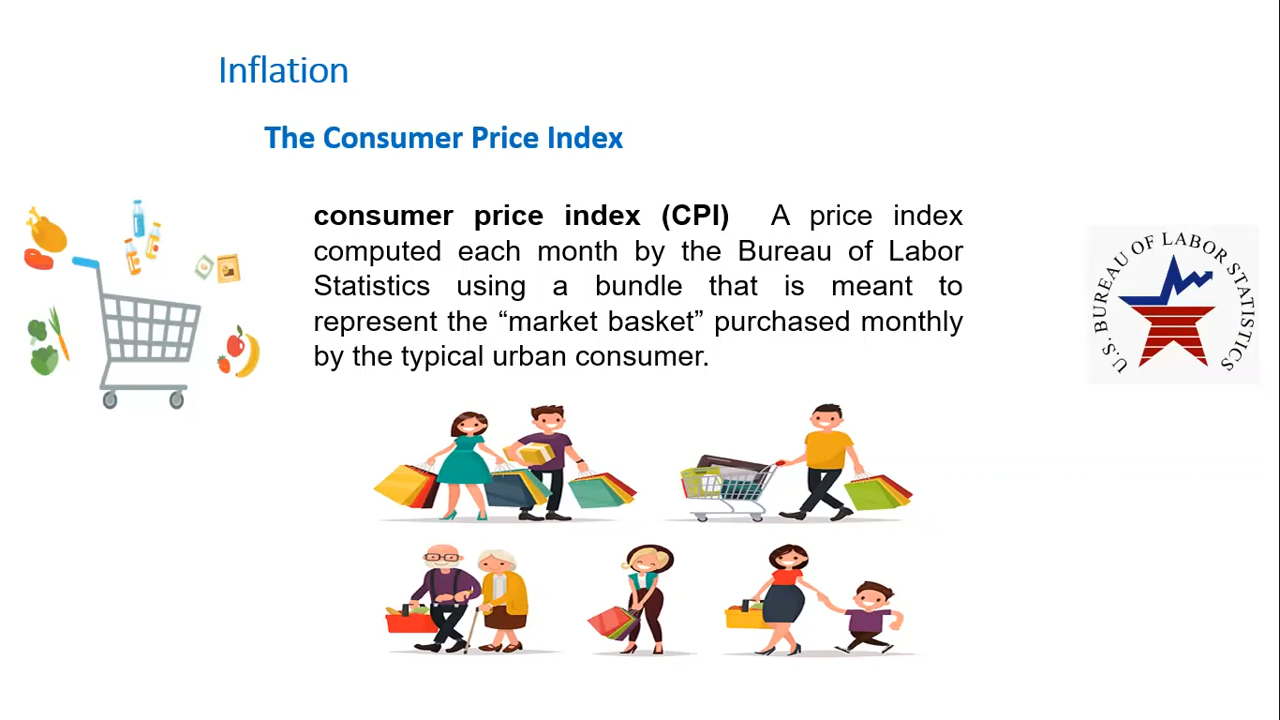 Inflation
The Consumer Price Index
consumer price index (CPI) A price index
computed each month by the Bureau of Labor
Statistics using a bundle that is meant to
represent the “market basket” purchased monthly
by the typical urban consumer.
U.S. BUREAU OF LABOR STATISTICS